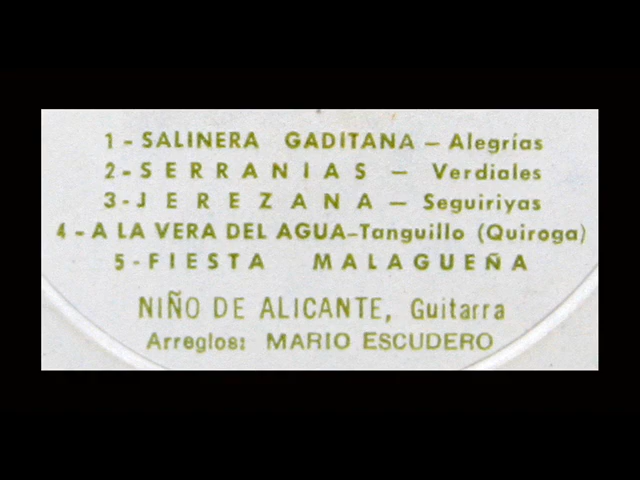 1 - SALINERA GADITANA — Alegrías
2 - SERRANIAS — Verdiales
3 - JEREZANA — Seguiriyas
4 - A LA VERA DEL AGUA—Tanguillo (Quiroga)
5 - FIESTA MALAGUEÑA
NIÑO DE ALICANTE, Guitarra
Arreglos: MARIO ESCUDERO